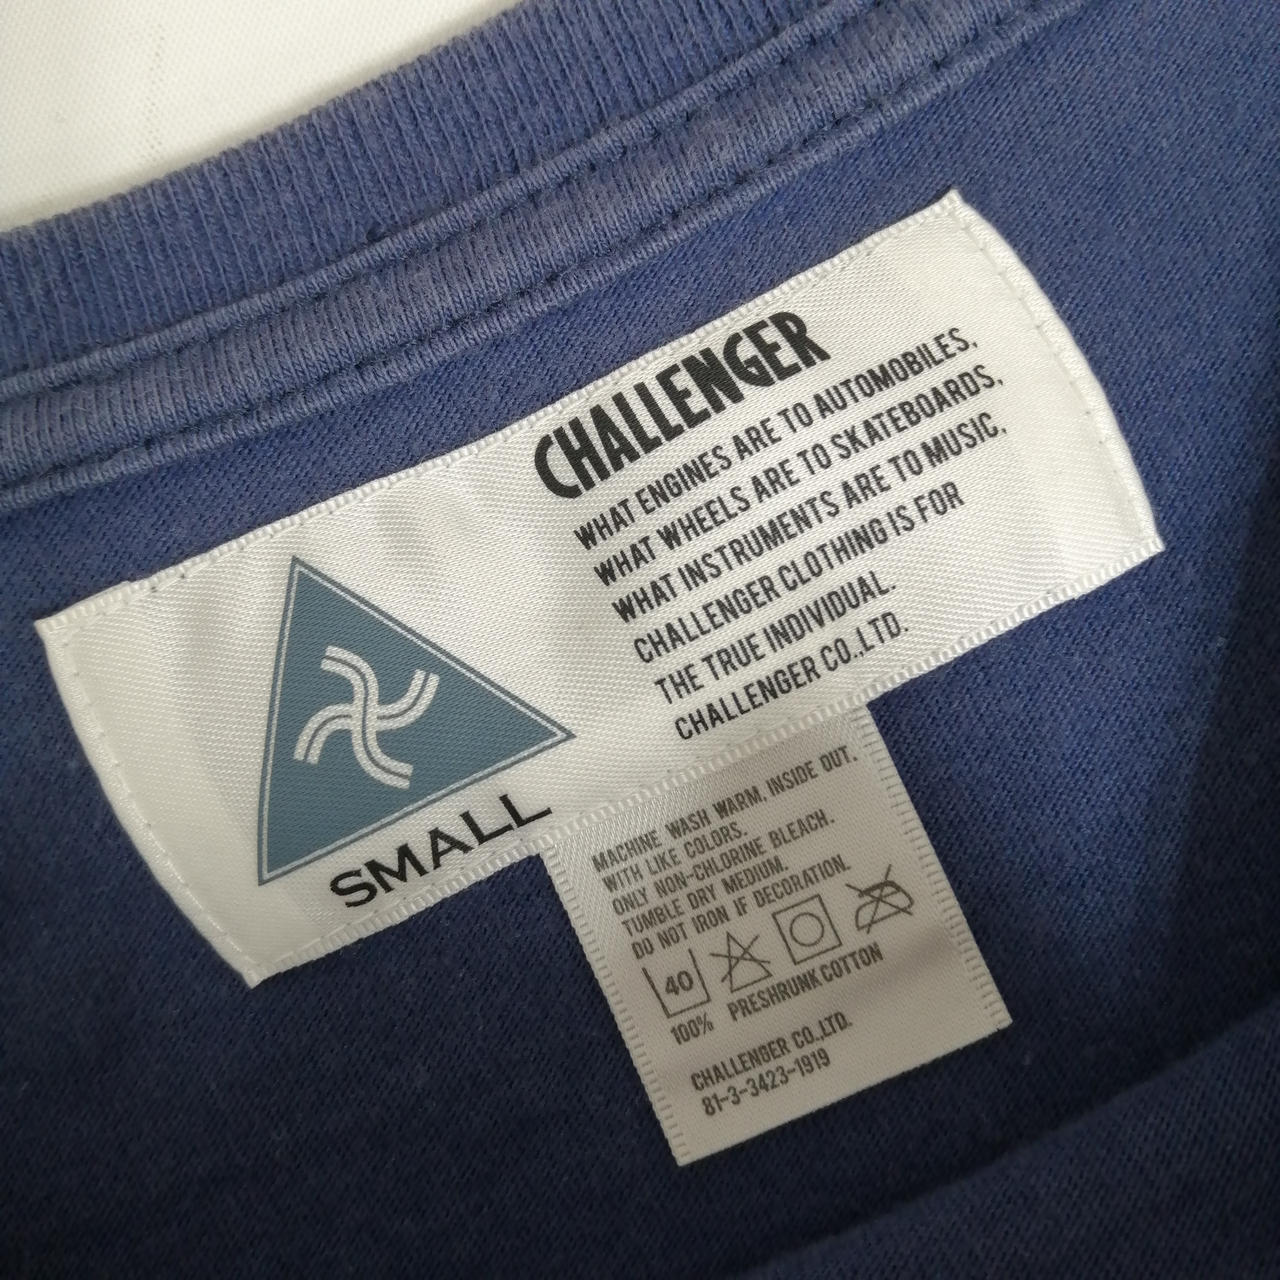 CHALLENGER
WHAT ENGINES ARE TO AUTOMOBILES,
WHAT WHEELS ARE TO SKATEBOARDS,
WHAT INSTRUMENTS ARE TO MUSIC,
CHALLENGER CLOTHING IS FOR
THE TRUE INDIVIDUAL.
CHALLENGER CO.,LTD.
SMALL
MACHINE WASH WARM, INSIDE OUT,
WITH LIKE COLORS.
ONLY NON-CHLORINE BLEACH.
TUMBLE DRY MEDIUM.
DO NOT IRON IF DECORATION.
40
100% PRESHRUNK COTTON
CHALLENGER CO.,LTD.
81-3-3423-1919